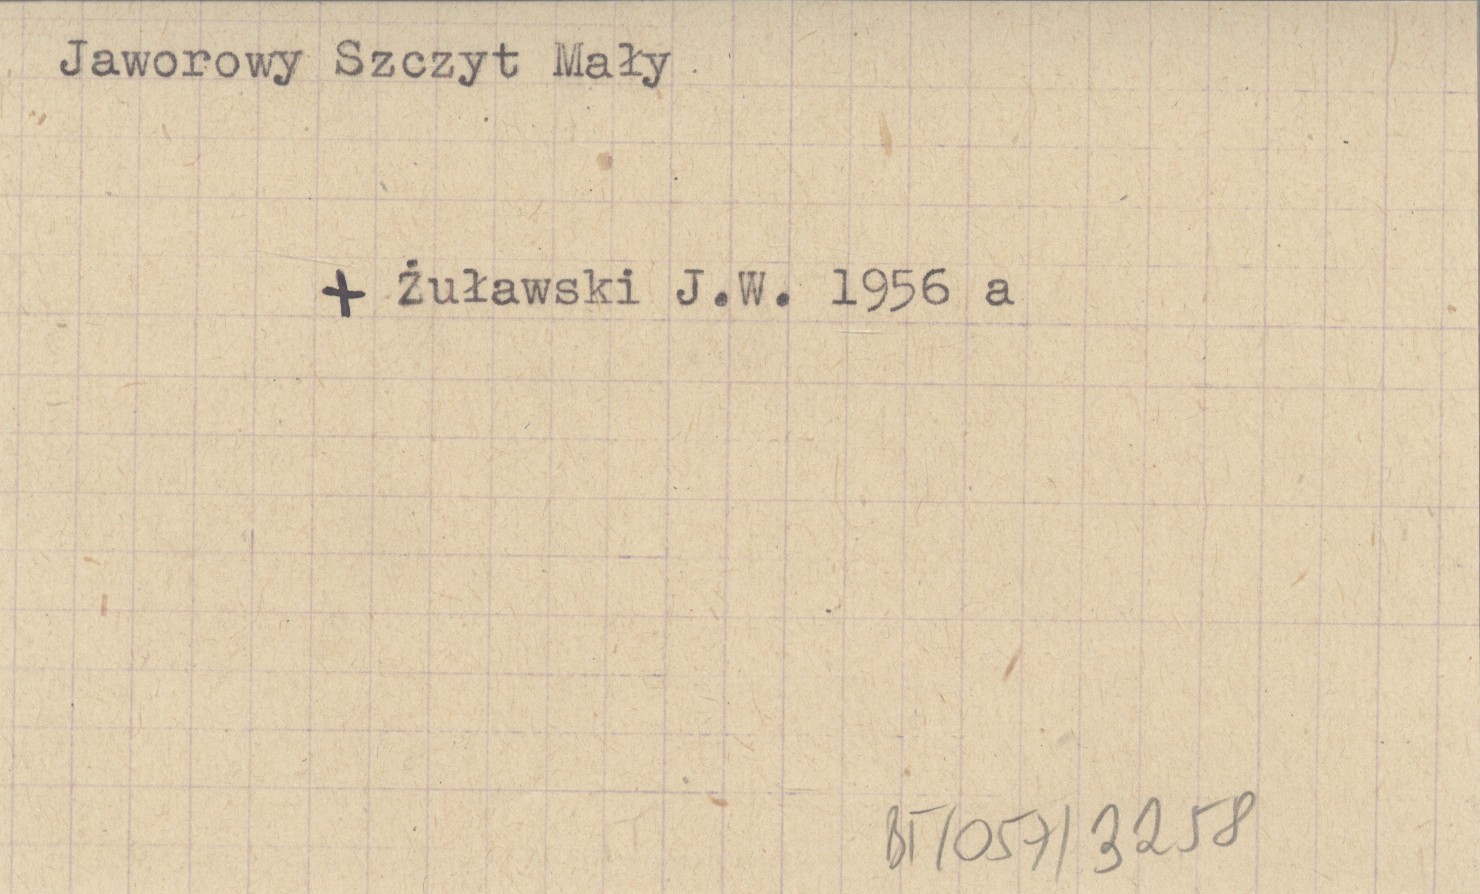 Jaworowy Szczyt Mały
+ Żuławski J.W. 1956 a
BT/057/3258